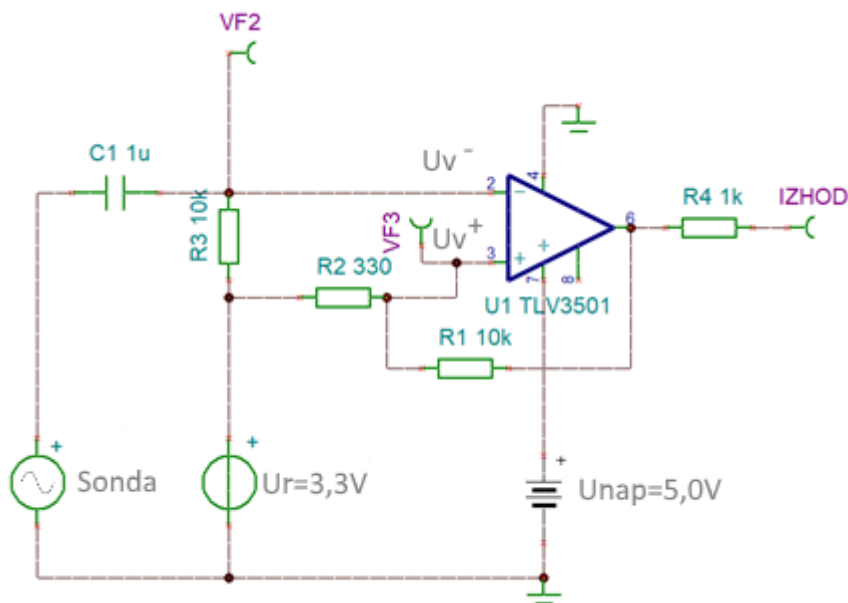 VF2
C1 1u
Uv -
4
2
-
R4 1k
IZHOD
R3 10k
VF3
Uv +
6
3
+
+
R2 330
7
8
U1 TLV3501
R1 10k
+
Sonda
+
Ur=3,3V
+
Unap=5,0V